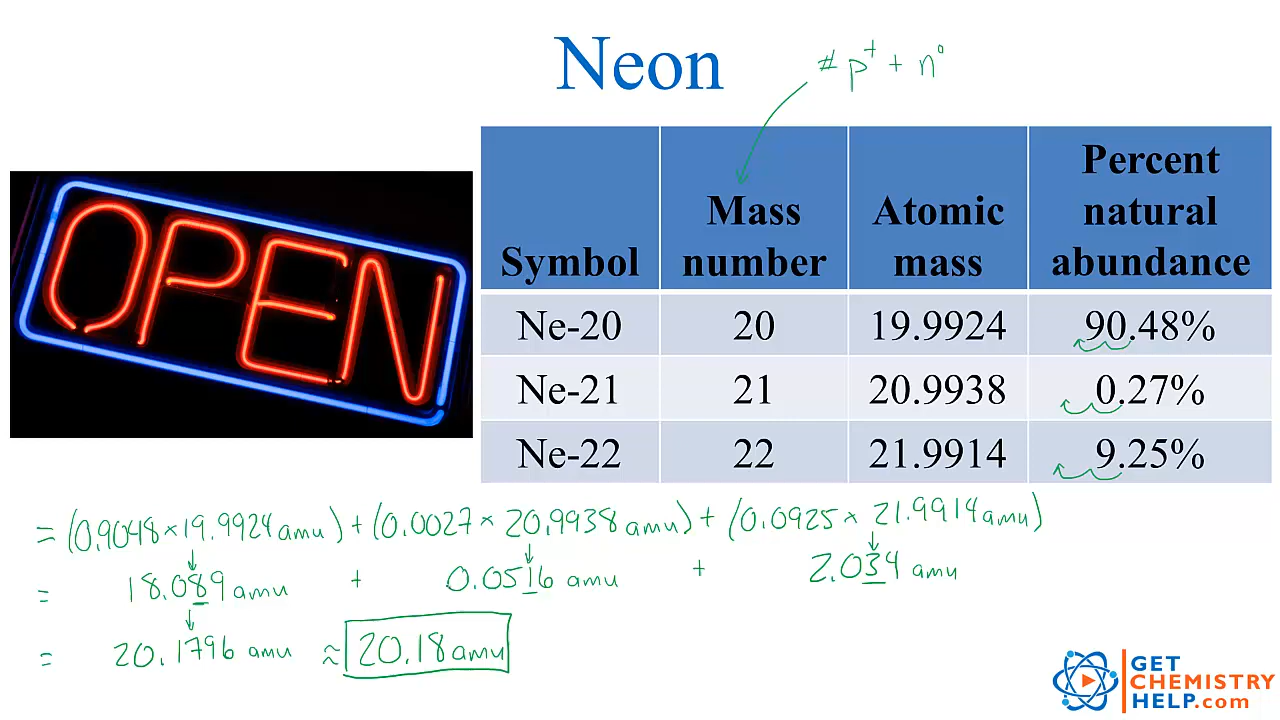 Neon
# p⁺ + n⁰
OPEN
Symbol Mass number Atomic mass Percent natural abundance
Ne-20 20 19.9924 90.48%
Ne-21 21 20.9938 0.27%
Ne-22 22 21.9914 9.25%
= (0.9048 × 19.9924 amu) + (0.0027 × 20.9938 amu) + (0.0925 × 21.9914 amu)
= 18.089 amu + 0.0516 amu + 2.034 amu
= 20.1796 amu ≈ 20.18 amu
GET
CHEMISTRY
HELP.com